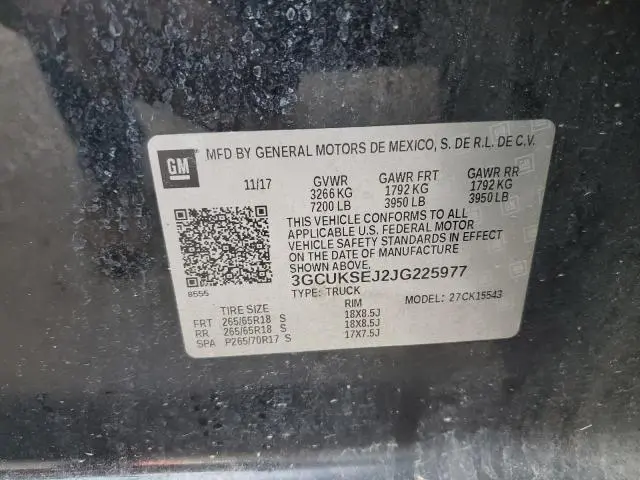 GM MFD BY GENERAL MOTORS DE MEXICO, S. DE R.L. DE C.V.
11/17 GVWR GAWR FRT GAWR RR
3266 KG 1792 KG 1792 KG
7200 LB 3950 LB 3950 LB
THIS VEHICLE CONFORMS TO ALL
APPLICABLE U.S. FEDERAL MOTOR
VEHICLE SAFETY STANDARDS IN EFFECT
ON THE DATE OF MANUFACTURE
SHOWN ABOVE.
3GCUKSEJ2JG225977
8555 TYPE: TRUCK MODEL: 27CK15543
TIRE SIZE RIM
FRT 265/65R18 S 18X8.5J
RR 265/65R18 S 18X8.5J
SPA P265/70R17 S 17X7.5J